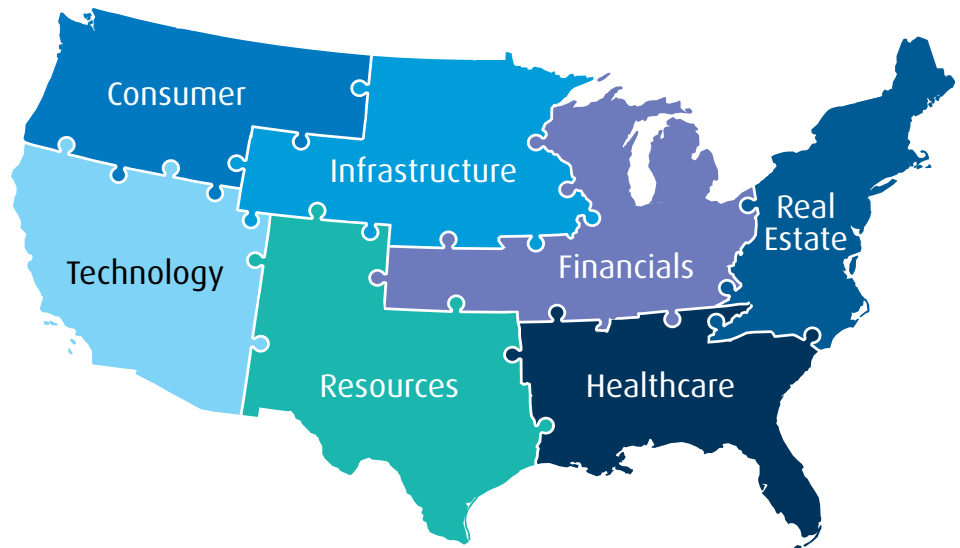 Consumer
Infrastructure
Real
Estate
Technology
Financials
Resources
Healthcare